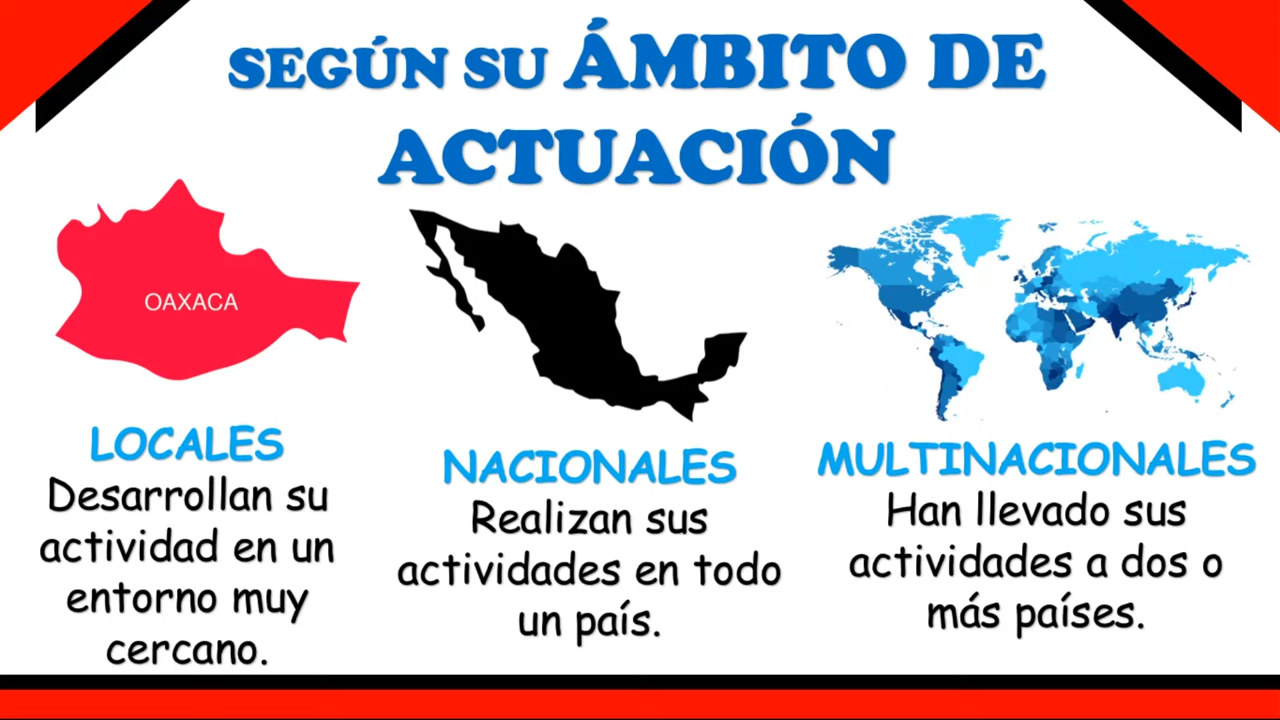 SEGÚN SU ÁMBITO DE
ACTUACIÓN
OAXACA
LOCALES
Desarrollan su
actividad en un
entorno muy
cercano.
NACIONALES
Realizan sus
actividades en todo
un país.
MULTINACIONALES
Han llevado sus
actividades a dos o
más países.